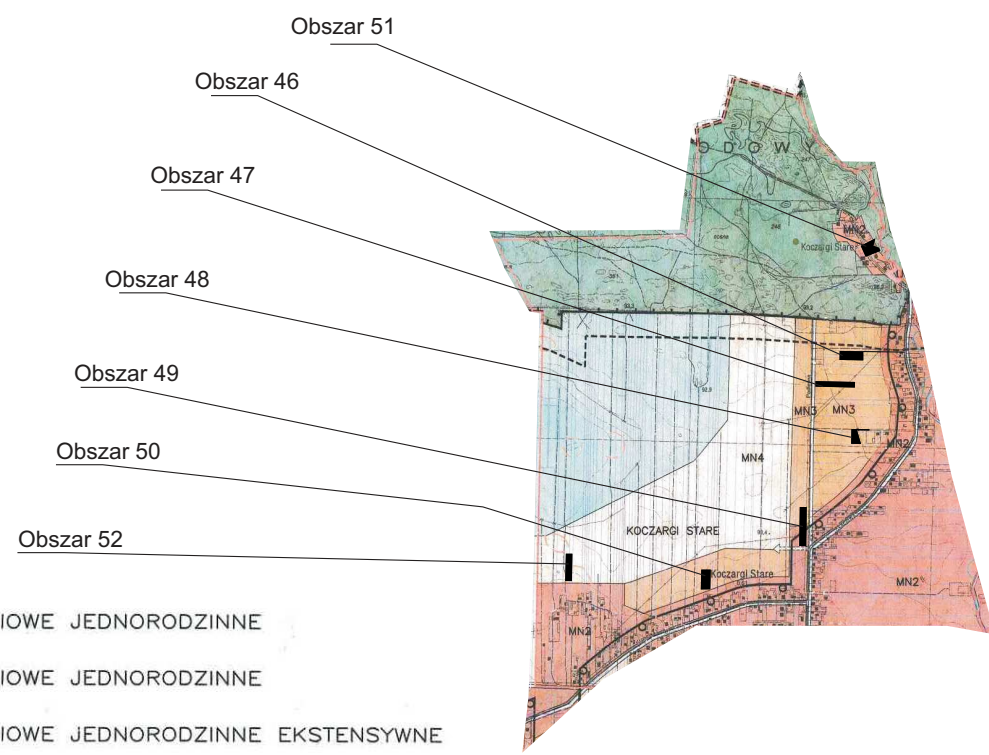 Obszar 51
Obszar 46
ODOWY
Obszar 47
MN2
Koczargi Stare
Obszar 48
Obszar 49
MN3 MN3
MN2
Obszar 50
MN4
KOCZARGI STARE
Obszar 52
Koczargi Stare
MN2
MN2
IOWE JEDNORODZINNE
IOWE JEDNORODZINNE
IOWE JEDNORODZINNE EKSTENSYWNE